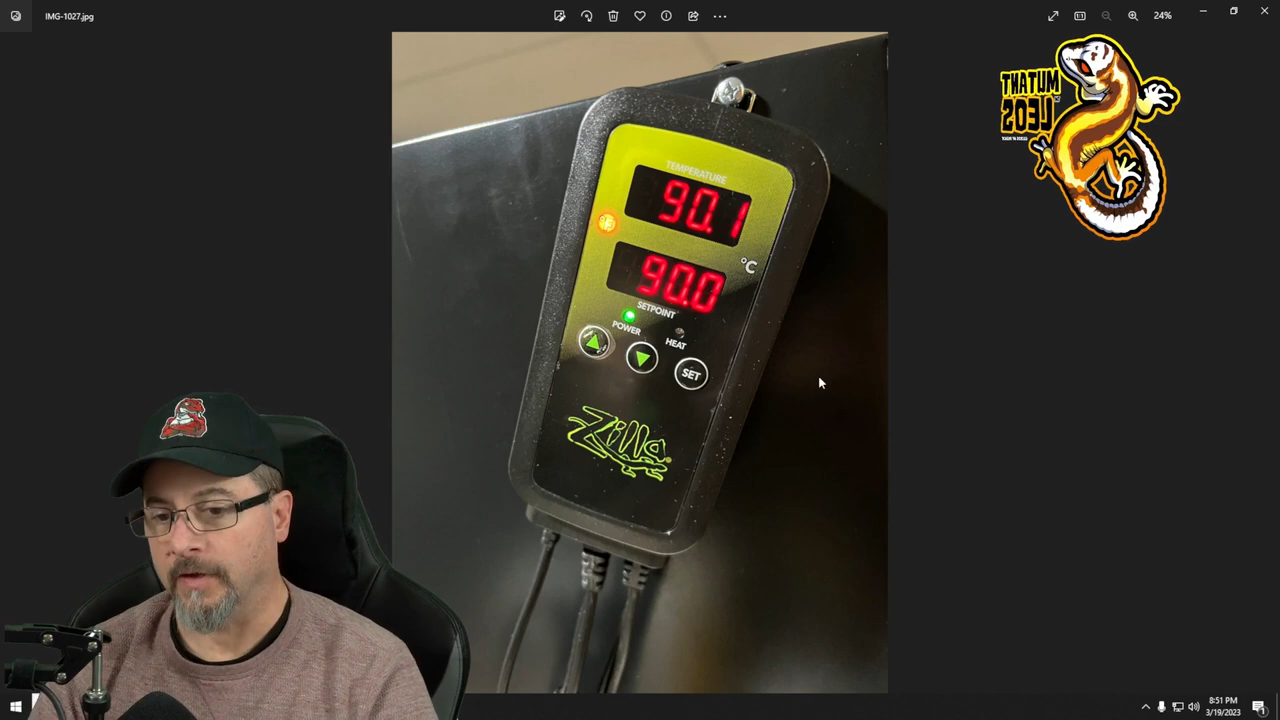 IMG-1027.jpg
24%
MUTANT
LEOS
TEMPERATURE
90.1
°C
90.0
SETPOINT
POWER
HEAT
SET
Zilla
8:51 PM
3/19/2023